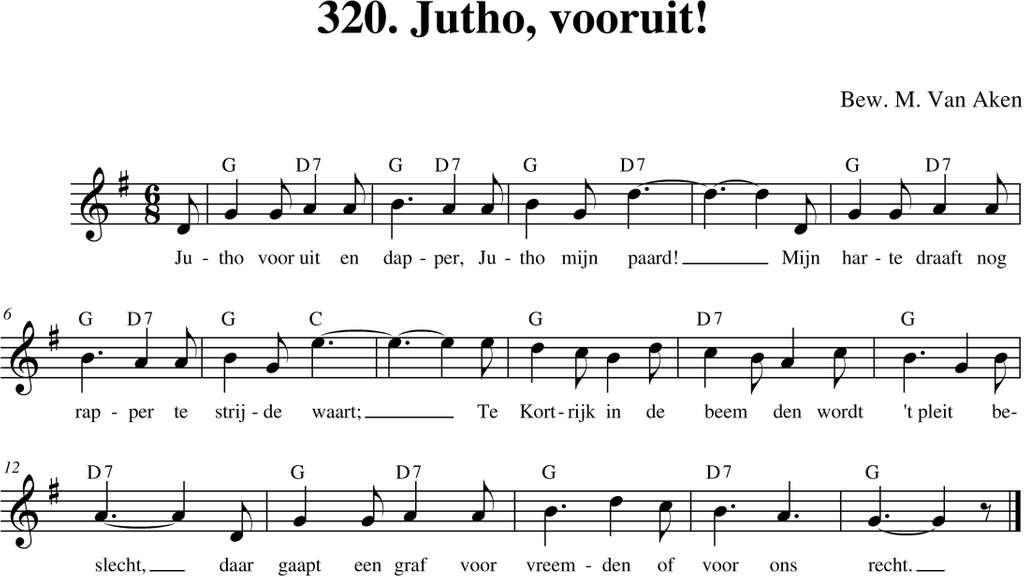 320. Jutho, vooruit!
Bew. M. Van Aken
G D7 G D7 G D7 G D7
6
8
Ju - tho voor uit en dap - per, Ju - tho mijn paard! Mijn har - te draaft nog
6
G D7 G C G D7 G
rap - per te strij - de waart; Te Kort - rijk in de beem den wordt 't pleit be-
12
D7 G D7 G D7 G
slecht, daar gaapt een graf voor vreem - den of voor ons recht.